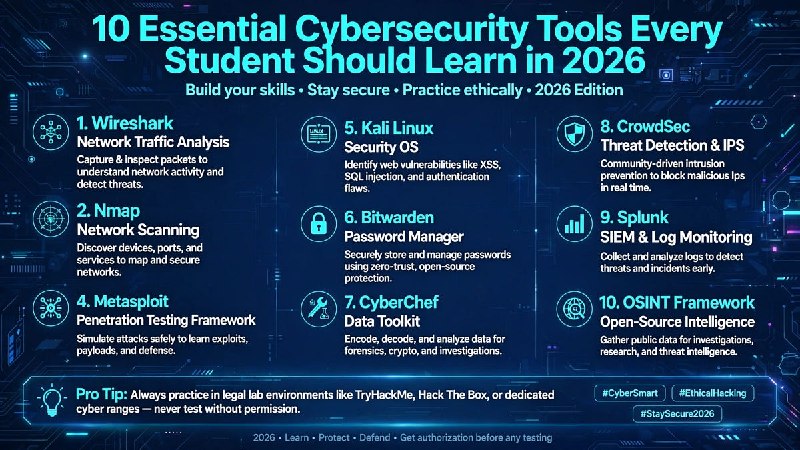 10 Essential Cybersecurity Tools Every
Student Should Learn in 2026
Build your skills • Stay secure • Practice ethically • 2026 Edition
1. Wireshark
Network Traffic Analysis
Capture & inspect packets to
understand network activity and
detect threats.
2. Nmap
Network Scanning
Discover devices, ports, and
services to map and secure
networks.
4. Metasploit
Penetration Testing Framework
Simulate attacks safely to learn exploits,
payloads, and defense.
5. Kali Linux
Security OS
Identify web vulnerabilities like XSS,
SQL injection, and authentication
flaws.
6. Bitwarden
Password Manager
Securely store and manage passwords
using zero-trust, open-source
protection.
7. CyberChef
Data Toolkit
Encode, decode, and analyze data for
forensics, crypto, and investigations.
8. CrowdSec
Threat Detection & IPS
Community-driven intrusion
prevention to block malicious Ips
in real time.
9. Splunk
SIEM & Log Monitoring
Collect and analyze logs to detect
threats and incidents early.
10. OSINT Framework
Open-Source Intelligence
Gather public data for investigations,
research, and threat intelligence.
Pro Tip: Always practice in legal lab environments like TryHackMe, Hack The Box, or dedicated
cyber ranges — never test without permission.
#CyberSmart
#EthicalHacking
#StaySecure2026
2026 • Learn • Protect • Defend • Get authorization before any testing